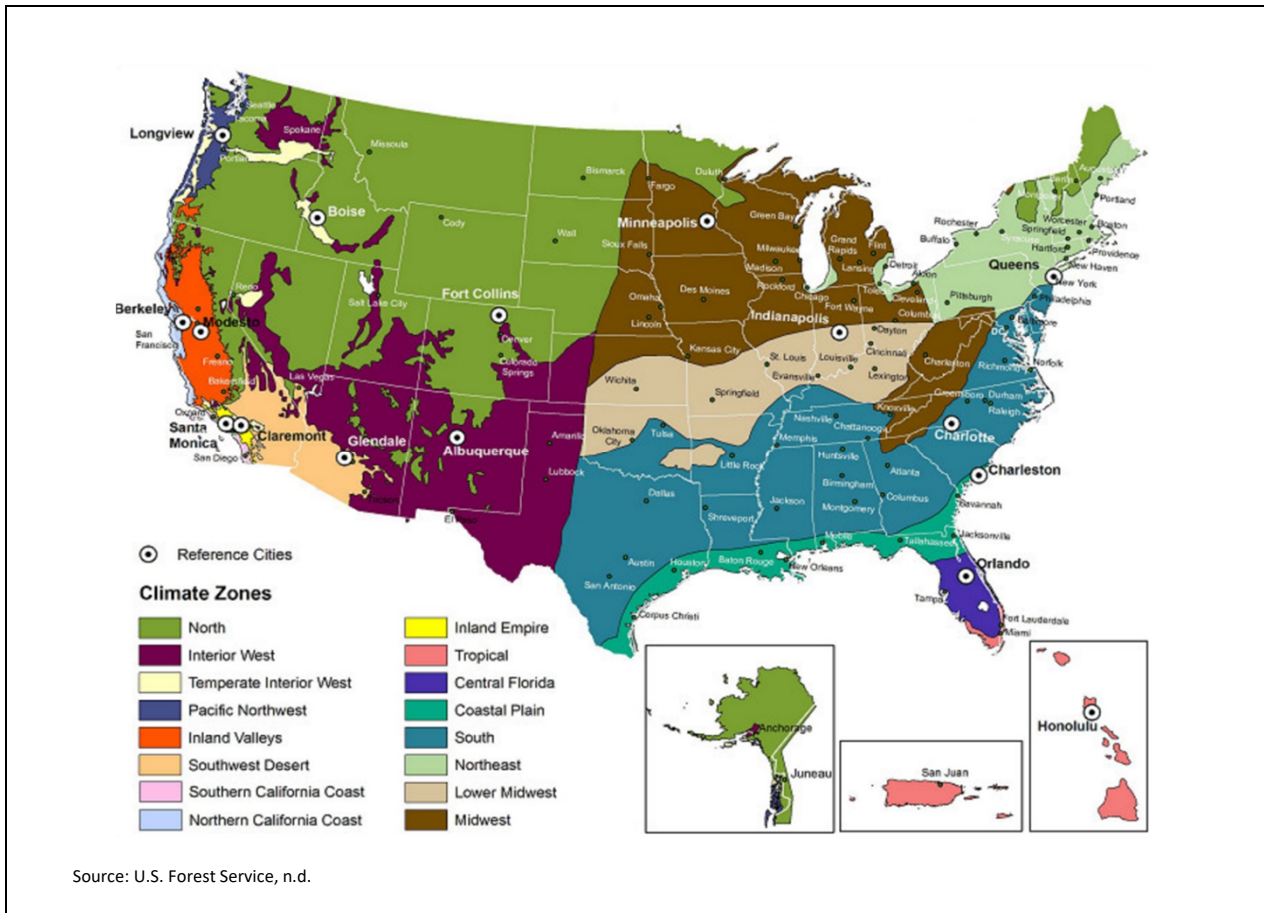 Seattle
Tacoma
Longview
Spokane
Portland
Missoula
Bismarck
Fargo
Duluth
Boise
Cody
Wall
Minneapolis
Green Bay
Sioux Falls
Milwaukee
Madison
Grand
Rapids
Flint
Lansing
Detroit
Rochester
Buffalo
Syracuse
Augusta
Portland
Worcester
Springfield
Boston
Hartford
Providence
New Haven
Queens
New York
Reno
Salt Lake City
Fort Collins
Denver
Colorado
Springs
Omaha
Lincoln
Des Moines
Rockford
Chicago
Fort Wayne
Toledo
Cleveland
Akron
Pittsburgh
Philadelphia
Baltimore
DC
Berkeley
Modesto
San
Francisco
Fresno
Bakersfield
Las Vegas
Indianapolis
Columbus
Dayton
Cincinnati
Kansas City
St. Louis
Louisville
Evansville
Lexington
Charleston
Richmond
Norfolk
Wichita
Springfield
Oxnard
Santa
Monica
Claremont
San Diego
Glendale
Tucson
Albuquerque
El Paso
Amarillo
Lubbock
Oklahoma
City
Tulsa
Little Rock
Memphis
Nashville
Knoxville
Chattanooga
Huntsville
Greensboro
Durham
Raleigh
Charlotte
Charleston
Atlanta
Birmingham
Columbus
Savannah
Dallas
Shreveport
Jackson
Montgomery
Austin
San Antonio
Houston
Baton Rouge
New Orleans
Mobile
Tallahassee
Jacksonville
Corpus Christi
Orlando
Tampa
Fort Lauderdale
Miami
Reference Cities
Climate Zones
North
Interior West
Temperate Interior West
Pacific Northwest
Inland Valleys
Southwest Desert
Southern California Coast
Northern California Coast
Inland Empire
Tropical
Central Florida
Coastal Plain
South
Northeast
Lower Midwest
Midwest
Anchorage
Juneau
San Juan
Honolulu
Source: U.S. Forest Service, n.d.